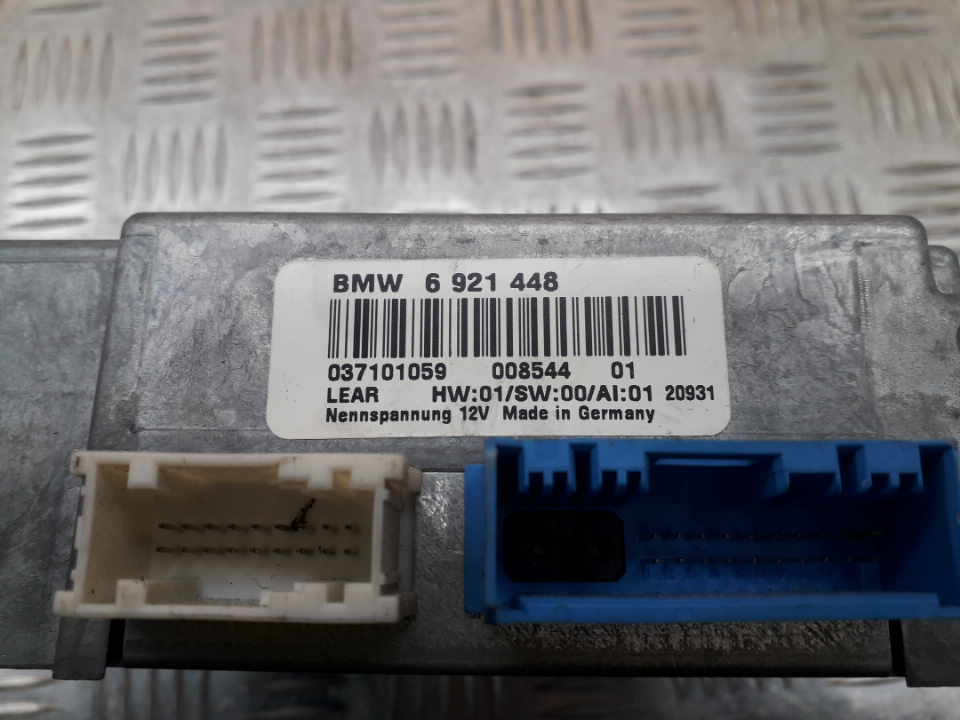 BMW 6 921 448
037101059 008544 01
LEAR HW:01/SW:00/AI:01 20931
Nennspannung 12V Made in Germany